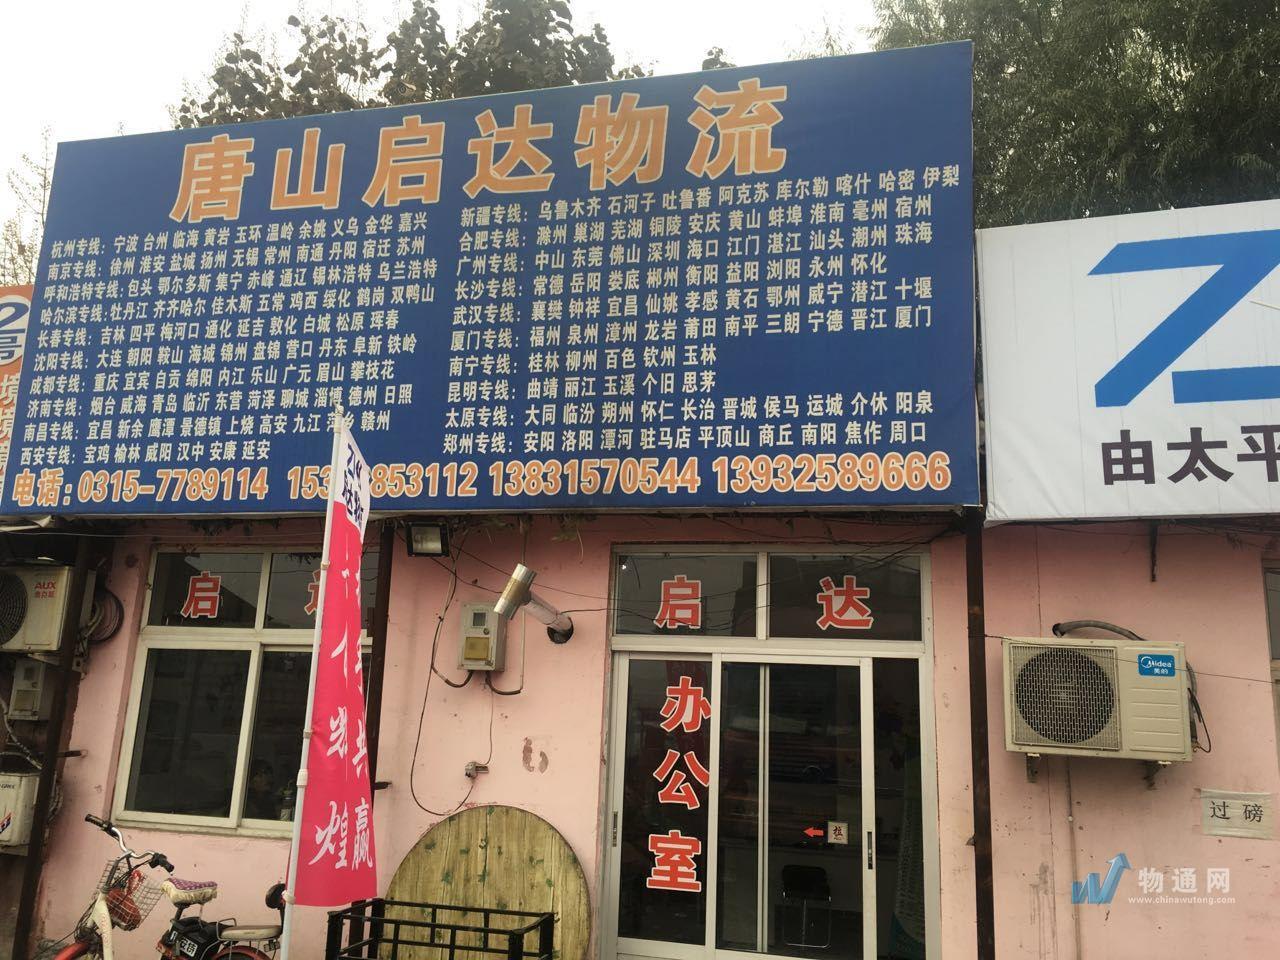 唐山启达物流
杭州专线：宁波 台州 临海 黄岩 玉环 温岭 余姚 义乌 金华 嘉兴
南京专线：徐州 淮安 盐城 扬州 无锡 常州 南通 丹阳 宿迁 苏州
呼和浩特专线：包头 鄂尔多斯 集宁 赤峰 通辽 锡林浩特 乌兰浩特
哈尔滨专线：牡丹江 齐齐哈尔 佳木斯 五常 鸡西 绥化 鹤岗 双鸭山
长春专线：吉林 四平 梅河口 通化 延吉 敦化 白城 松原 珲春
沈阳专线：大连 朝阳 鞍山 海城 锦州 盘锦 营口 丹东 阜新 铁岭
成都专线：重庆 宜宾 自贡 绵阳 内江 乐山 广元 眉山 攀枝花
济南专线：烟台 威海 青岛 临沂 东营 菏泽 聊城 淄博 德州 日照
南昌专线：宜昌 新余 鹰潭 景德镇 上烧 高安 九江 萍乡 赣州
西安专线：宝鸡 榆林 咸阳 汉中 安康 延安
新疆专线：乌鲁木齐 石河子 吐鲁番 阿克苏 库尔勒 喀什 哈密 伊梨
合肥专线：滁州 巢湖 芜湖 铜陵 安庆 黄山 蚌埠 淮南 亳州 宿州
广州专线：中山 东莞 佛山 深圳 海口 江门 湛江 汕头 潮州 珠海
长沙专线：常德 岳阳 娄底 郴州 衡阳 益阳 浏阳 永州 怀化
武汉专线：襄樊 钟祥 宜昌 仙姚 孝感 黄石 鄂州 咸宁 潜江 十堰
厦门专线：福州 泉州 漳州 龙岩 莆田 南平 三朗 宁德 晋江 厦门
南宁专线：桂林 柳州 百色 钦州 玉林
昆明专线：曲靖 丽江 玉溪 个旧 思茅
太原专线：大同 临汾 朔州 怀仁 长治 晋城 侯马 运城 介休 阳泉
郑州专线：安阳 洛阳 潭河 驻马店 平顶山 商丘 南阳 焦作 周口
电话：0315-7789114 853112 13831570544 13932589666
由太平
启
启达
办公室
拉
共赢
煌
AUX
Midea
美的
过磅
物通网
www.chinawutong.com